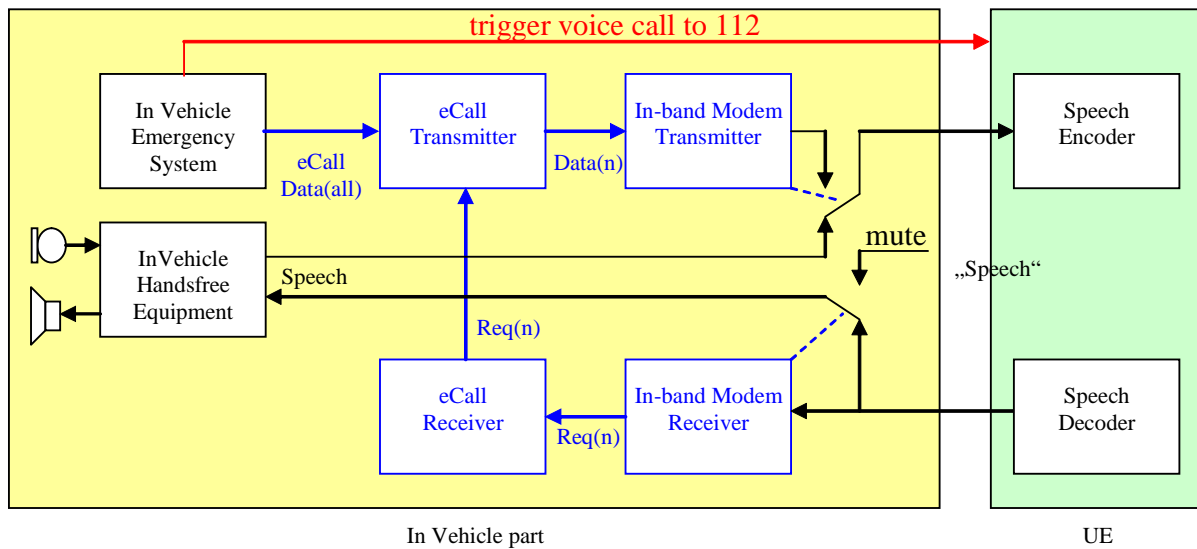 trigger voice call to 112
In Vehicle
Emergency
System
eCall
Transmitter
In-band Modem
Transmitter
Speech
Encoder
eCall
Data(all)
Data(n)
InVehicle
Handsfree
Equipment
Speech
mute
„Speech“
Req(n)
eCall
Receiver
Req(n)
In-band Modem
Receiver
Speech
Decoder
In Vehicle part
UE